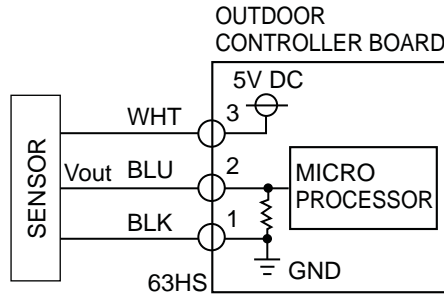 OUTDOOR
CONTROLLER BOARD
5V DC
WHT
3
SENSOR
Vout
BLU
2
MICRO
PROCESSOR
BLK
1
63HS
GND